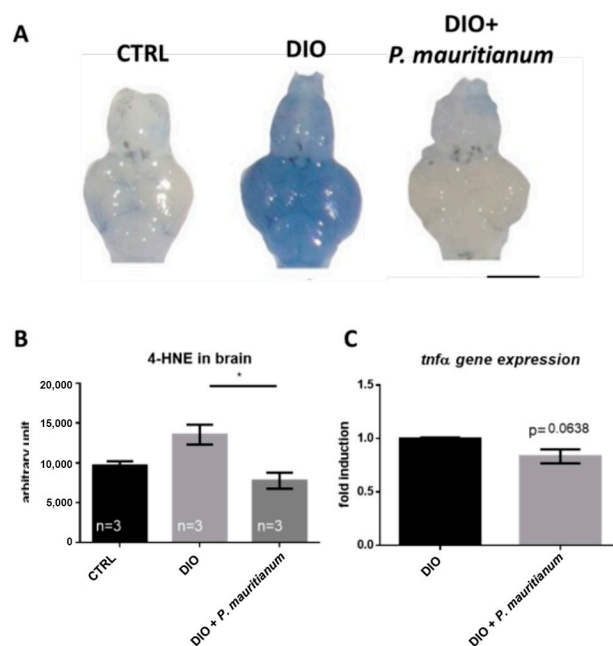 A
CTRL
DIO
DIO+
P. mauritianum
B
4-HNE in brain
*
20,000
15,000
10,000
5,000
0
arbitrary unit
n=3
n=3
n=3
CTRL
DIO
DIO + P. mauritianum
C
tnfα gene expression
1.5
1.0
0.5
0.0
fold induction
p=0.0638
DIO
DIO + P. mauritianum